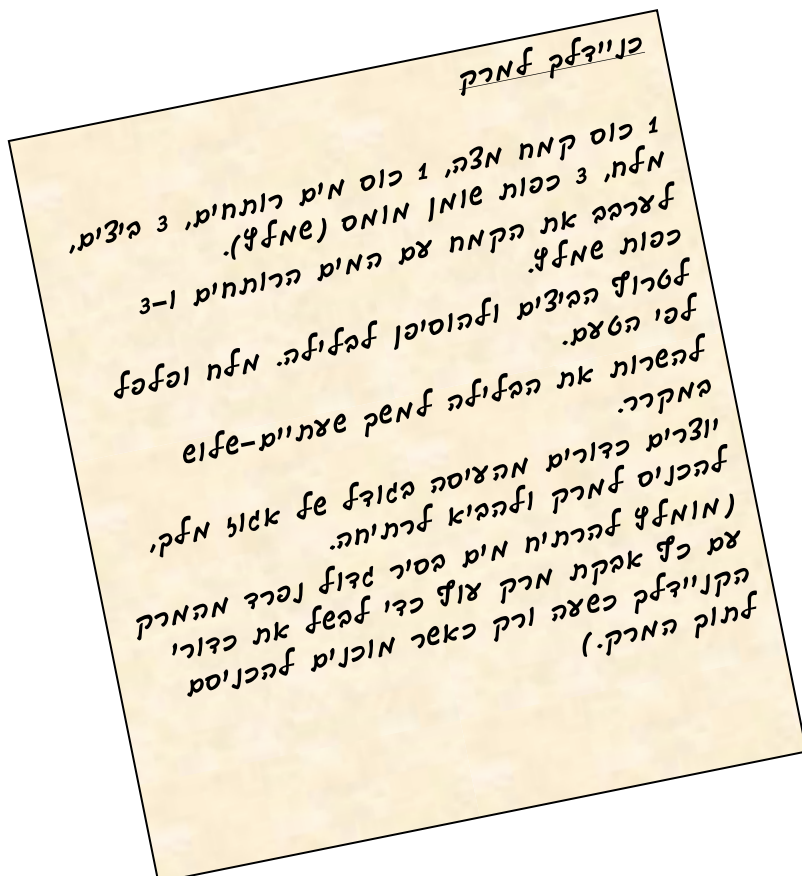 כניידלך למרק
1 כוס קמח מצה, 1 כוס מים רותחים, 3 ביצים,
מלח, 3 כפות שומן מומס (שמלץ).
לערבב את הקמח עם המים הרותחים ו-3
כפות שמלץ.
לטרוף הביצים ולהוסיפן לבלילה. מלח ופלפל
לפי הטעם.
להשרות את הבלילה למשך שעתיים-שלוש
במקרר.
יוצרים כדורים מהעיסה בגודל של אגוז מלך,
להכניס למרק ולהביא לרתיחה.
(מומלץ להרתיח מים בסיר גדול נפרד מהמרק
עם כף אבקת מרק עוף כדי לבשל את כדורי
הקניידלך כשעה ורק כאשר מוכנים להכניסם
לתוך המרק.)